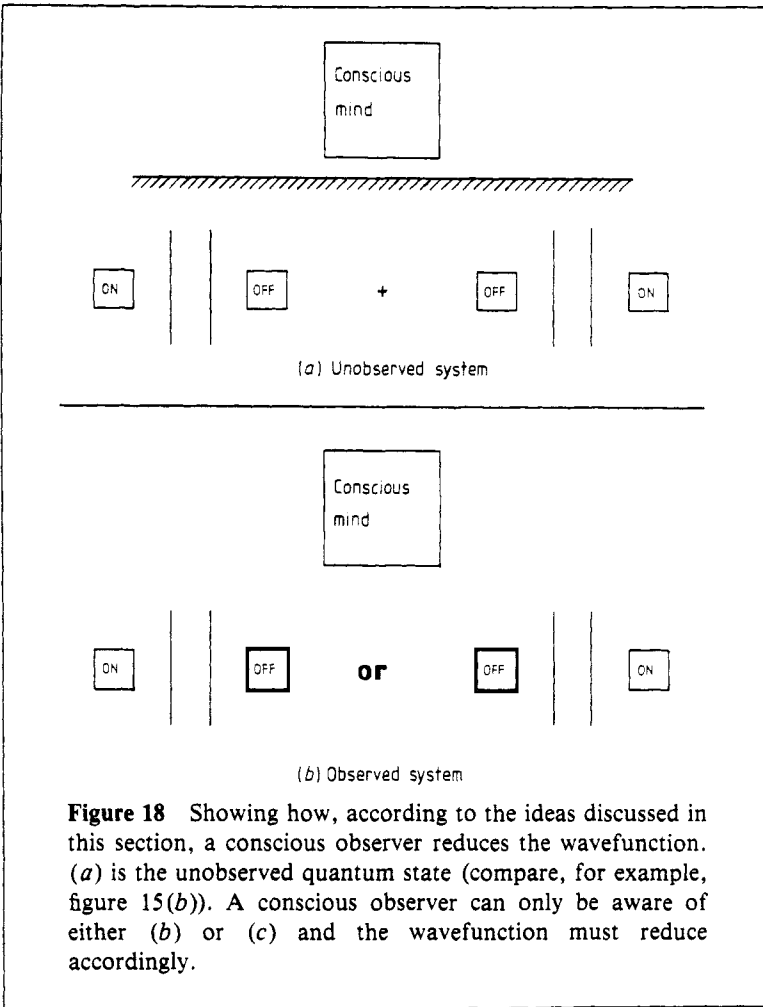 Conscious
mind
ON OFF + OFF ON
(a) Unobserved system
Conscious
mind
ON OFF or OFF ON
(b) Observed system
Figure 18 Showing how, according to the ideas discussed in
this section, a conscious observer reduces the wavefunction.
(a) is the unobserved quantum state (compare, for example,
figure 15(b)). A conscious observer can only be aware of
either (b) or (c) and the wavefunction must reduce
accordingly.